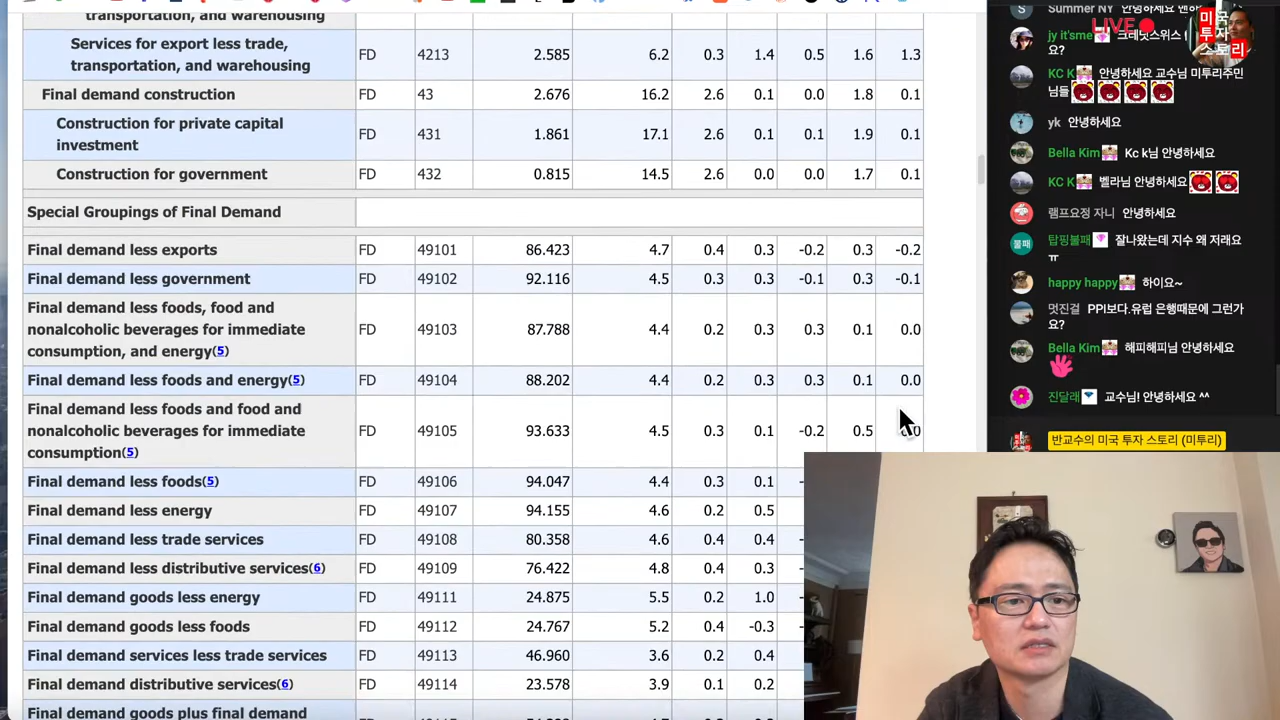 transportation, and warehousing
Services for export less trade,
transportation, and warehousing
FD 4213 2.585 6.2 0.3 1.4 0.5 1.6 1.3
Final demand construction FD 43 2.676 16.2 2.6 0.1 0.0 1.8 0.1
Construction for private capital
investment
FD 431 1.861 17.1 2.6 0.1 0.1 1.9 0.1
Construction for government FD 432 0.815 14.5 2.6 0.0 0.0 1.7 0.1
Special Groupings of Final Demand
Final demand less exports FD 49101 86.423 4.7 0.4 0.3 -0.2 0.3 -0.2
Final demand less government FD 49102 92.116 4.5 0.3 0.3 -0.1 0.3 -0.1
Final demand less foods, food and
nonalcoholic beverages for immediate
consumption, and energy(5)
FD 49103 87.788 4.4 0.2 0.3 0.3 0.1 0.0
Final demand less foods and energy(5) FD 49104 88.202 4.4 0.2 0.3 0.3 0.1 0.0
Final demand less foods and food and
nonalcoholic beverages for immediate
consumption(5)
FD 49105 93.633 4.5 0.3 0.1 -0.2 0.5
Final demand less foods(5) FD 49106 94.047 4.4 0.3 0.1 -
Final demand less energy FD 49107 94.155 4.6 0.2 0.5
Final demand less trade services FD 49108 80.358 4.6 0.4 0.4 -
Final demand less distributive services(6) FD 49109 76.422 4.8 0.4 0.3 -
Final demand goods less energy FD 49111 24.875 5.5 0.2 1.0 -
Final demand goods less foods FD 49112 24.767 5.2 0.4 -0.3
Final demand services less trade services FD 49113 46.960 3.6 0.2 0.4
Final demand distributive services(6) FD 49114 23.578 3.9 0.1 0.2
Final demand goods plus final demand
S Summer NY 안녕하세요
LIVE
미국
투자
스토리
jy it'sme 크레딧스위스
요?
KC K 안녕하세요 교수님 미투리주민
님들
yk 안녕하세요
Bella Kim Kc k님 안녕하세요
KC K 벨라님 안녕하세요
램프요정 자니 안녕하세요
불패 탑핑불패 잘나왔는데 지수 왜 저래요
ㅠ
happy happy 하이요~
멋진걸 PPI보다.유럽 은행때문에 그런가
요?
Bella Kim 해피해피님 안녕하세요
진달래 교수님! 안녕하세요 ^^
반교수의 미국 투자 스토리 (미투리)